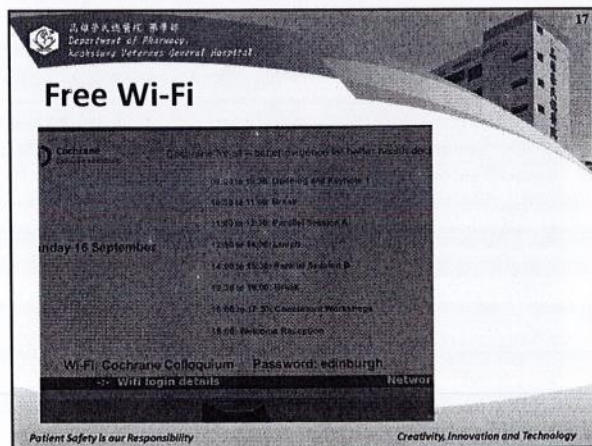 17
高雄榮民總醫院 藥學部
Department of Pharmacy,
Kaohsiung Veterans General Hospital
Free Wi-Fi
Cochrane
Cochrane for all – better evidence for better health
09:00 to 10:30: Opening and Keynote 1
10:30 to 11:00: Break
11:00 to 12:30: Parallel Session A
nday 16 September
12:30 to 14:00: Lunch
14:00 to 15:30: Parallel Session B
15:30 to 16:00: Break
16:00 to 17:30: Concurrent Workshops
18:00: Welcome Reception
Wi-Fi: Cochrane Colloquium Password: edinburgh
Wifi login details
Networ
Patient Safety is our Responsibility
Creativity, Innovation and Technology